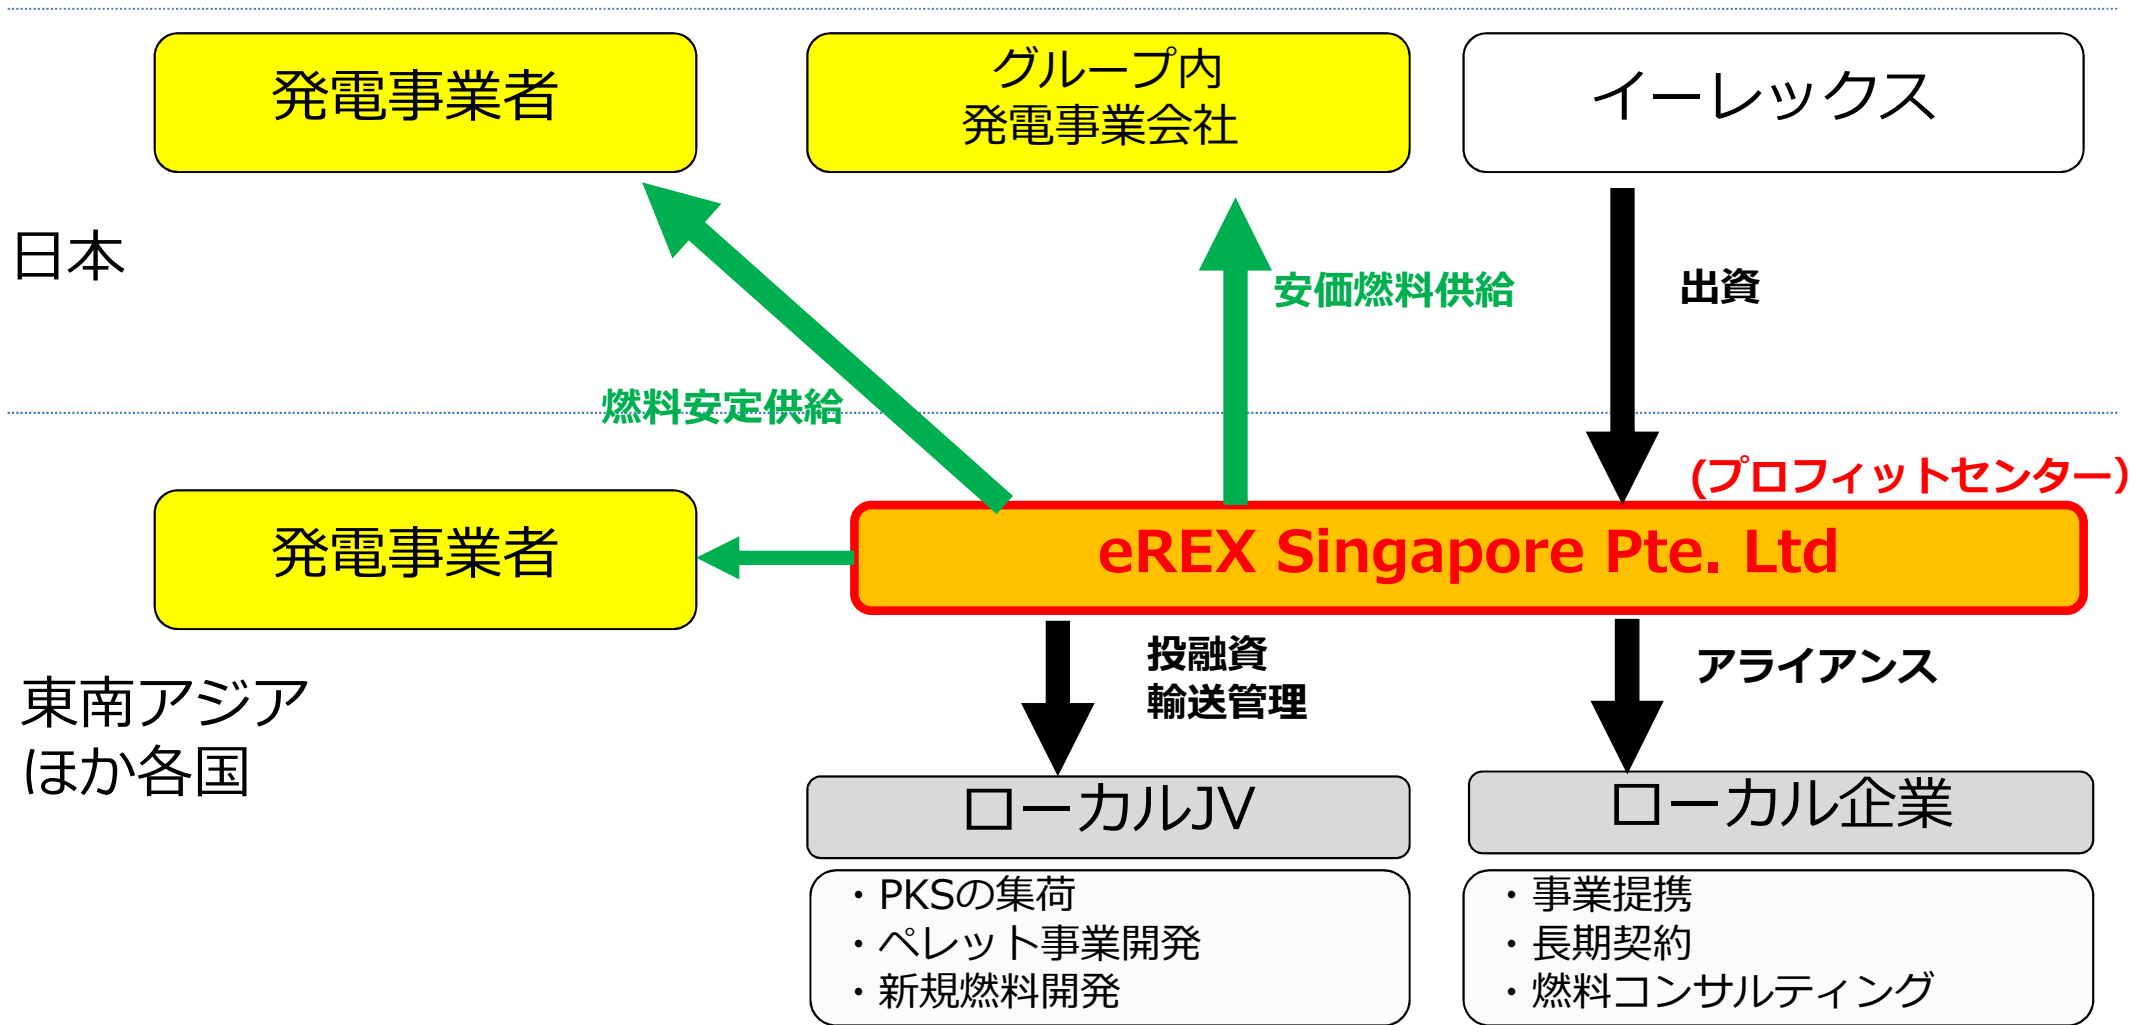 発電事業者
グループ内
発電事業会社
イーレックス
日本
安価燃料供給
出資
燃料安定供給
(プロフィットセンター)
発電事業者
eREX Singapore Pte. Ltd
東南アジア
ほか各国
投融資
輸送管理
アライアンス
ローカルJV
ローカル企業
・PKSの集荷
・ペレット事業開発
・新規燃料開発
・事業提携
・長期契約
・燃料コンサルティング